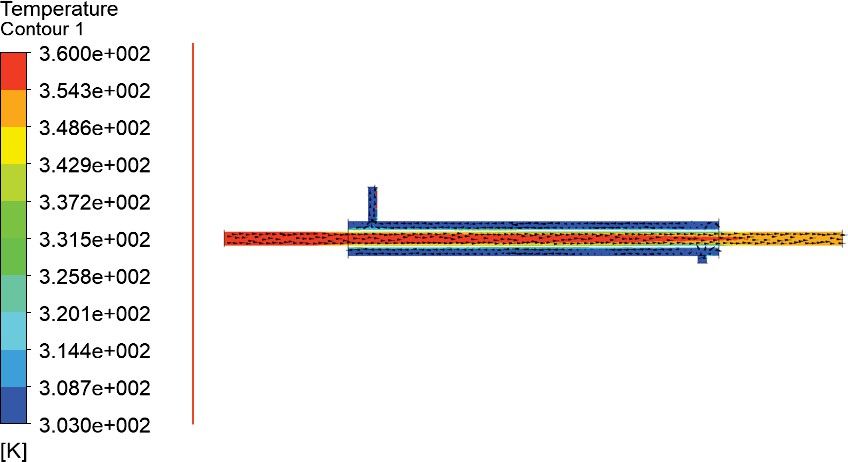 Temperature
Contour 1
3.600e+002
3.543e+002
3.486e+002
3.429e+002
3.372e+002
3.315e+002
3.258e+002
3.201e+002
3.144e+002
3.087e+002
3.030e+002
[K]